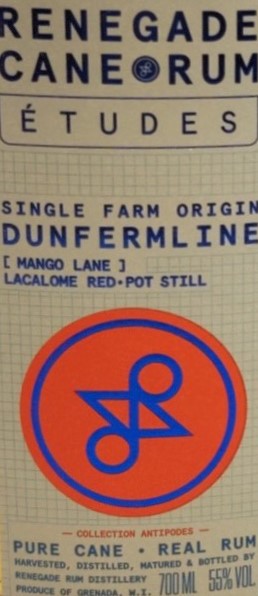 RENEGADE
CANE RUM
ÉTUDES
SINGLE FARM ORIGIN
DUNFERMLINE
[ MANGO LANE ]
LACALOME RED•POT STILL
— COLLECTION ANTIPODES —
PURE CANE • REAL RUM
HARVESTED, DISTILLED, MATURED & BOTTLED BY
RENEGADE RUM DISTILLERY 700 ML 55% VOL.
PRODUCE OF GRENADA, W.I.